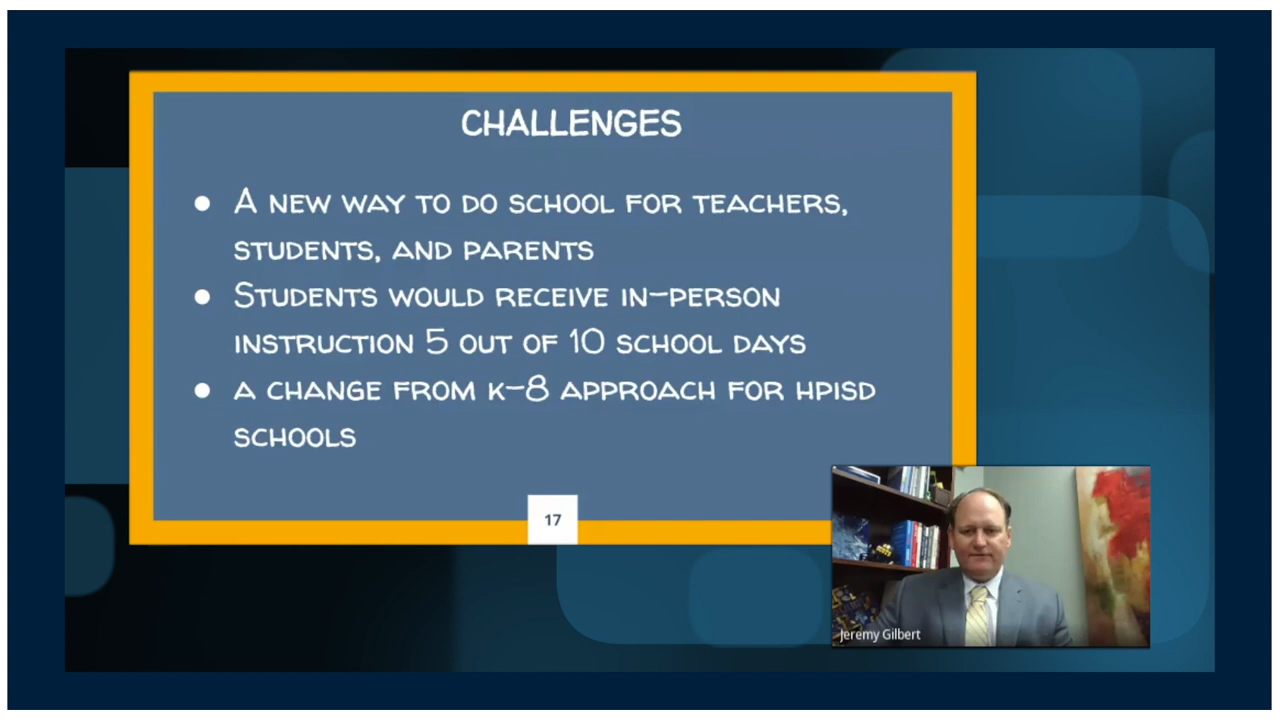 CHALLENGES
● A NEW WAY TO DO SCHOOL FOR TEACHERS,
STUDENTS, AND PARENTS
● STUDENTS WOULD RECEIVE IN-PERSON
INSTRUCTION 5 OUT OF 10 SCHOOL DAYS
● A CHANGE FROM K-8 APPROACH FOR HPISD
SCHOOLS
17
Jeremy Gilbert